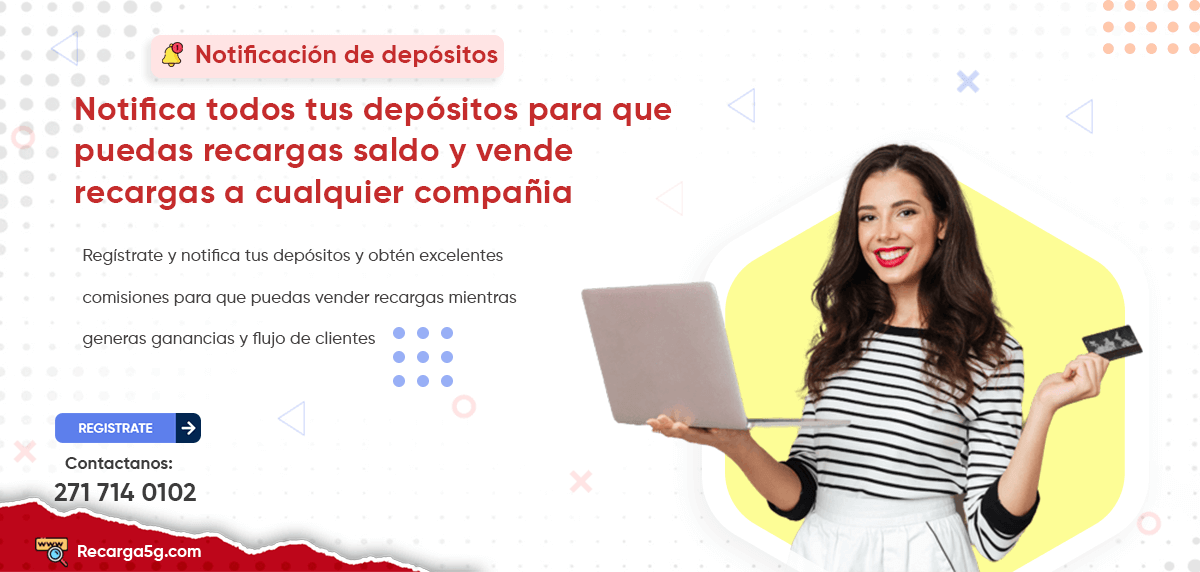 Notificación de depósitos
Notifica todos tus depósitos para que
puedas recargas saldo y vende
recargas a cualquier compañia
Regístrate y notifica tus depósitos y obtén excelentes
comisiones para que puedas vender recargas mientras
generas ganancias y flujo de clientes
REGISTRATE
Contactanos:
271 714 0102
www
Recarga5g.com